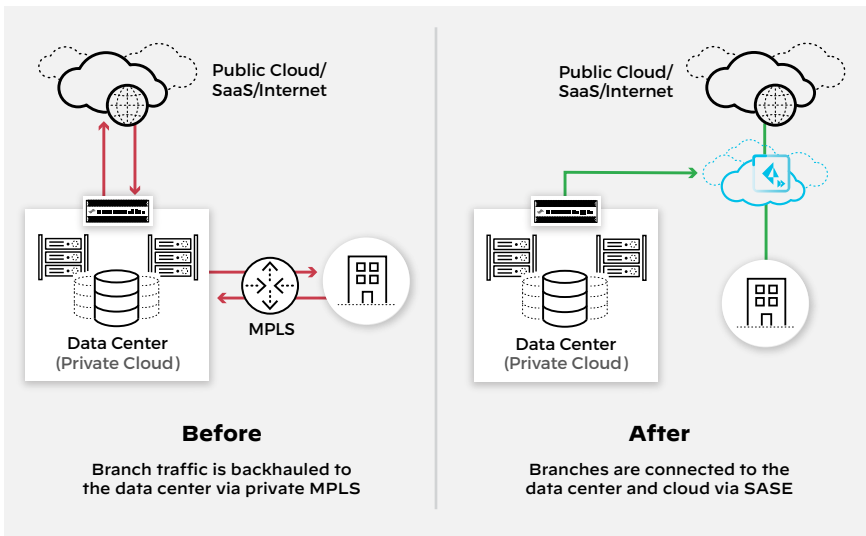 Public Cloud/
SaaS/Internet
Data Center
(Private Cloud)
MPLS
Before
Branch traffic is backhauled to
the data center via private MPLS
Public Cloud/
SaaS/Internet
Data Center
(Private Cloud)
After
Branches are connected to the
data center and cloud via SASE